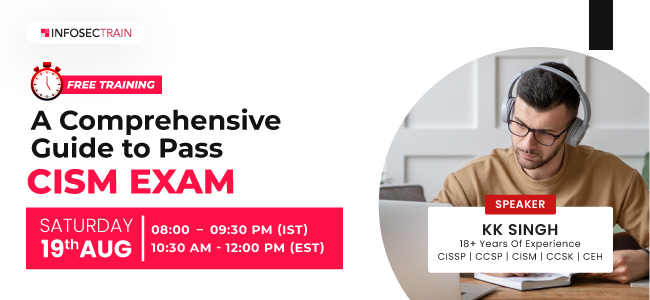 INFOSECTRAIN
FREE TRAINING
A Comprehensive
Guide to Pass
CISM EXAM
SATURDAY
19th AUG
08:00 – 09:30 PM (IST)
10:30 AM - 12:00 PM (EST)
SPEAKER
KK SINGH
18+ Years Of Experience
CISSP | CCSP | CISM | CCSK | CEH